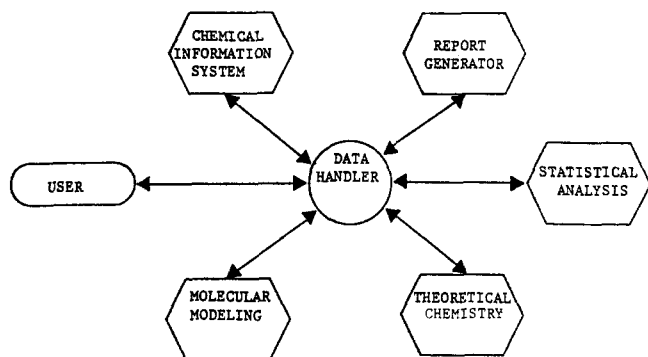 CHEMICAL
INFORMATION
SYSTEM
REPORT
GENERATOR
DATA
HANDLER
USER
STATISTICAL
ANALYSIS
MOLECULAR
MODELING
THEORETICAL
CHEMISTRY